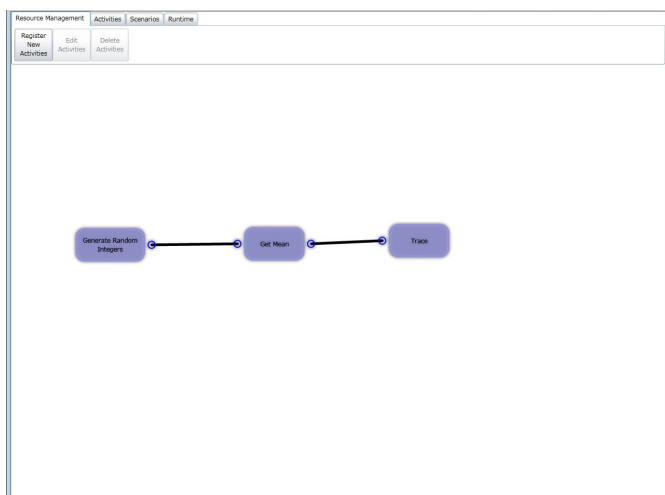 Resource Management Activities Scenarios Runtime
Register
New
Activities
Edit
Activities
Delete
Activities
Generate Random
Integers
Get Mean
Trace